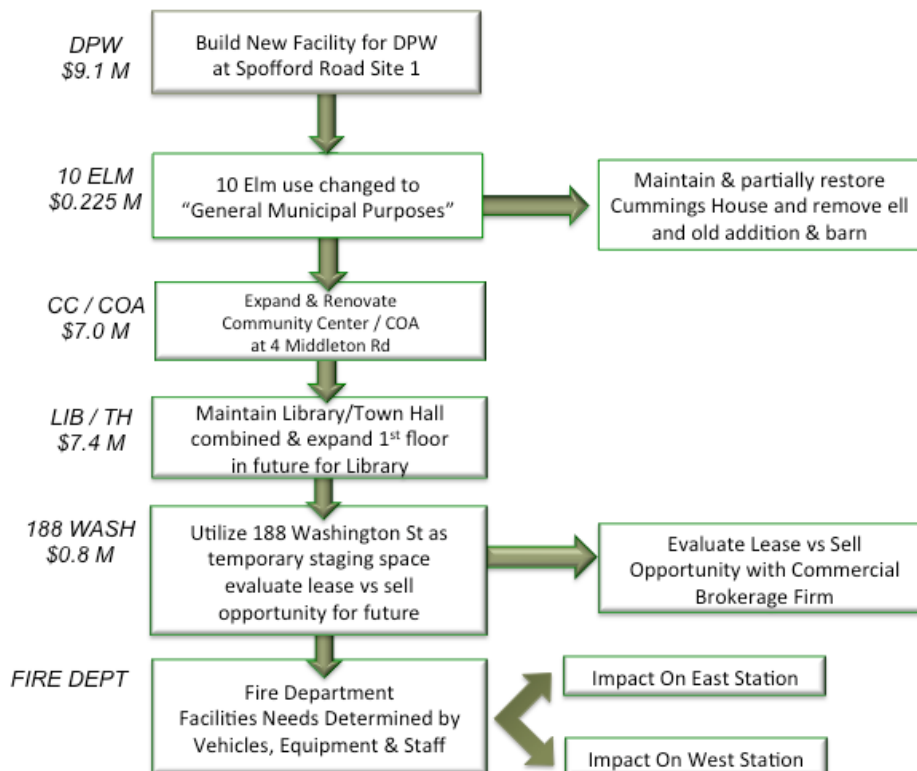 DPW
$9.1 M
Build New Facility for DPW
at Spofford Road Site 1
10 ELM
$0.225 M
10 Elm use changed to
“General Municipal Purposes”
Maintain & partially restore
Cummings House and remove ell
and old addition & barn
CC / COA
$7.0 M
Expand & Renovate
Community Center / COA
at 4 Middleton Rd
LIB / TH
$7.4 M
Maintain Library/Town Hall
combined & expand 1st floor
in future for Library
188 WASH
$0.8 M
Utilize 188 Washington St as
temporary staging space
evaluate lease vs sell
opportunity for future
Evaluate Lease vs Sell
Opportunity with Commercial
Brokerage Firm
FIRE DEPT
Fire Department
Facilities Needs Determined by
Vehicles, Equipment & Staff
Impact On East Station
Impact On West Station